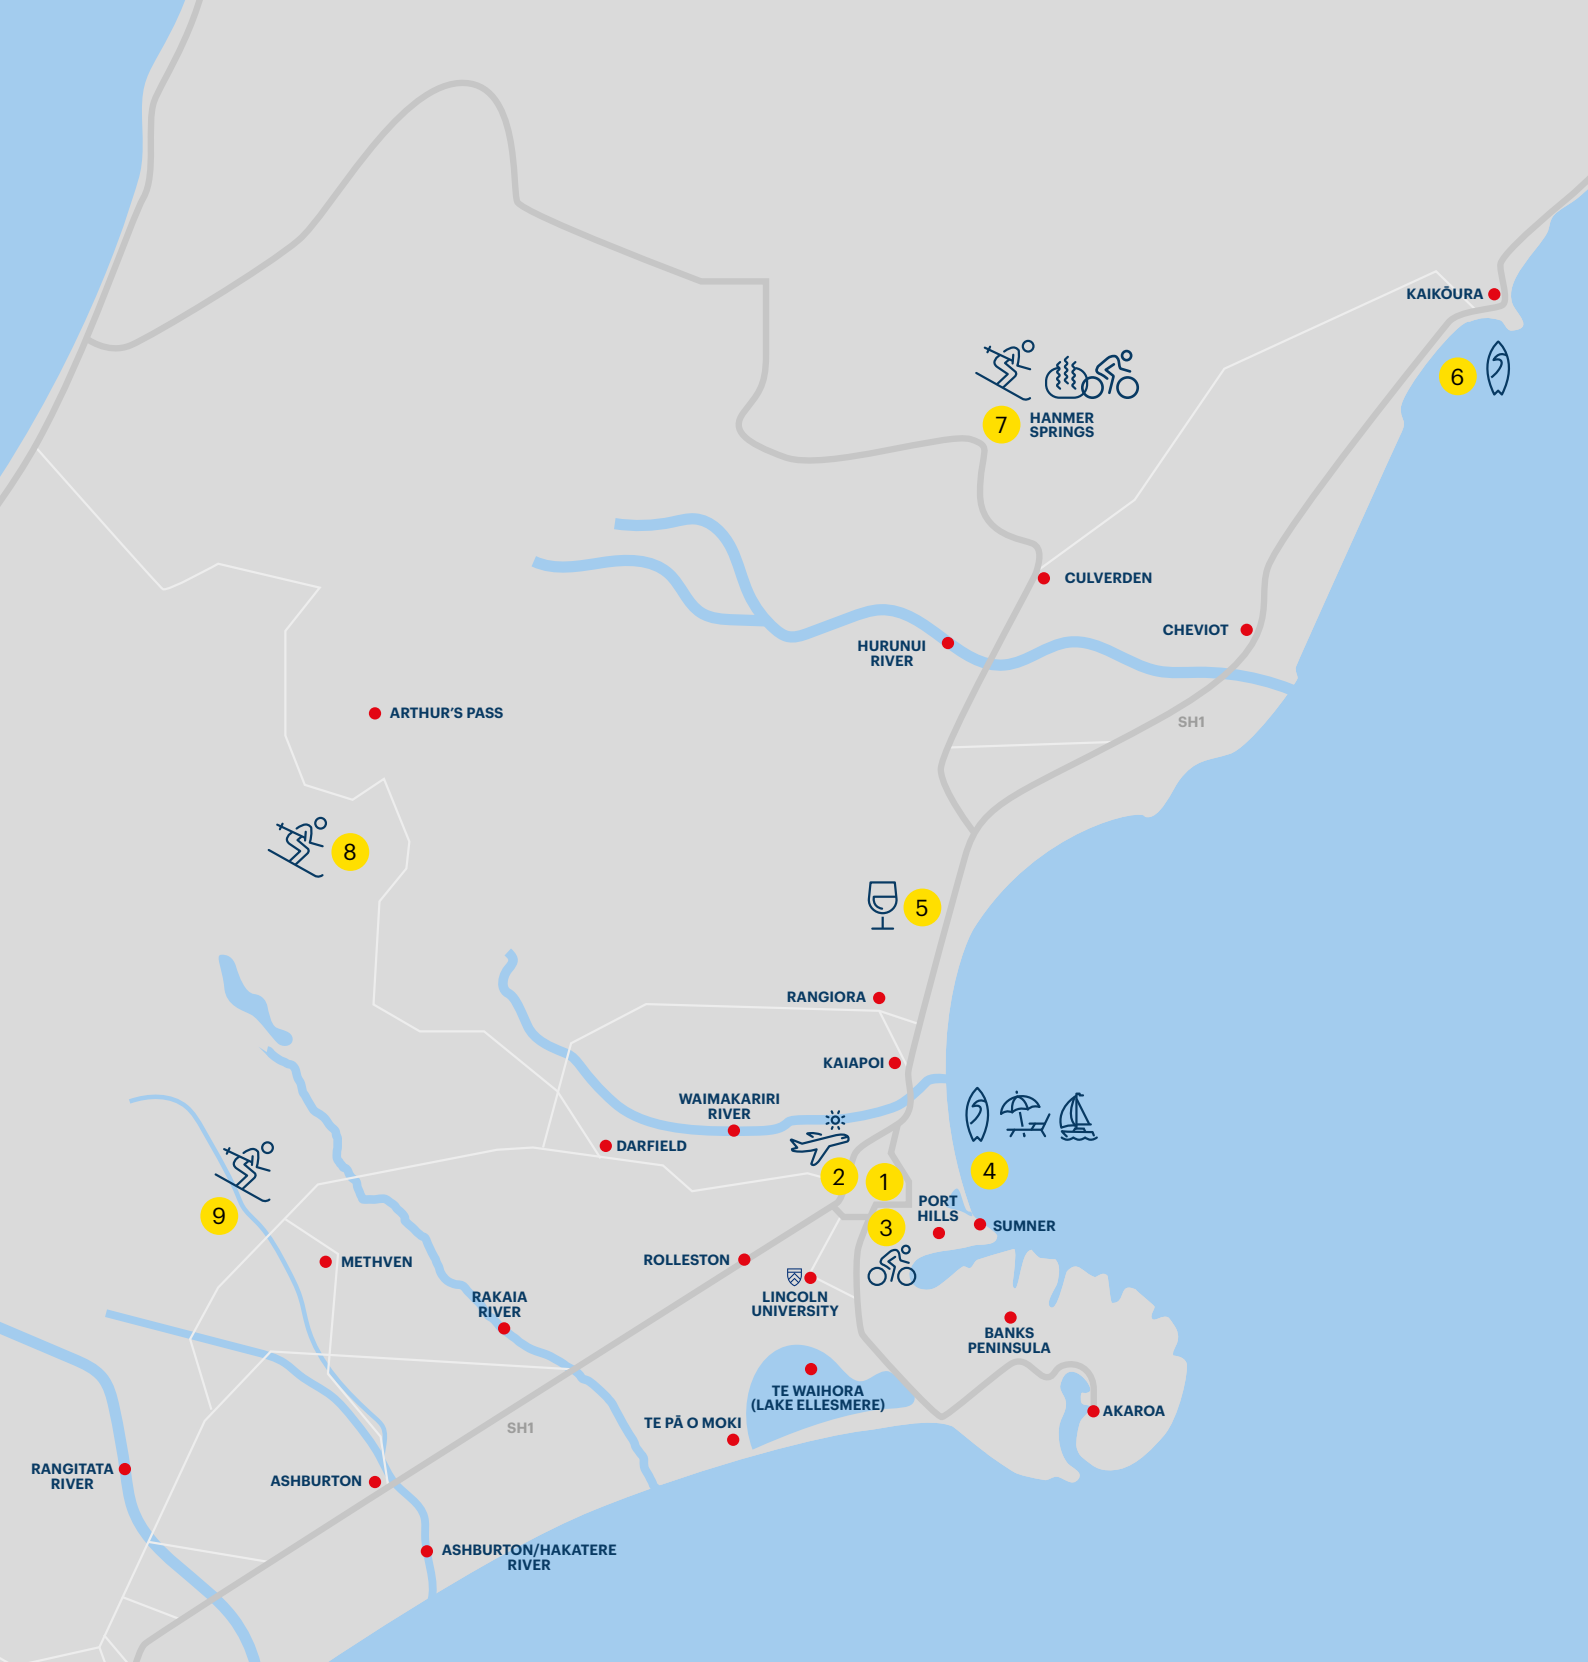 KAIKŌURA
6
7
HANMER
SPRINGS
CULVERDEN
CHEVIOT
HURUNUI
RIVER
ARTHUR'S PASS
SH1
8
5
RANGIORA
KAIAPOI
WAIMAKARIRI
RIVER
DARFIELD
2
1
4
9
PORT
HILLS
3
SUMNER
METHVEN
ROLLESTON
RAKAIA
RIVER
LINCOLN
UNIVERSITY
BANKS
PENINSULA
TE WAIHORA
(LAKE ELLESMERE)
AKAROA
TE PĀ O MOKI
SH1
RANGITATA
RIVER
ASHBURTON
ASHBURTON/HAKATERE
RIVER